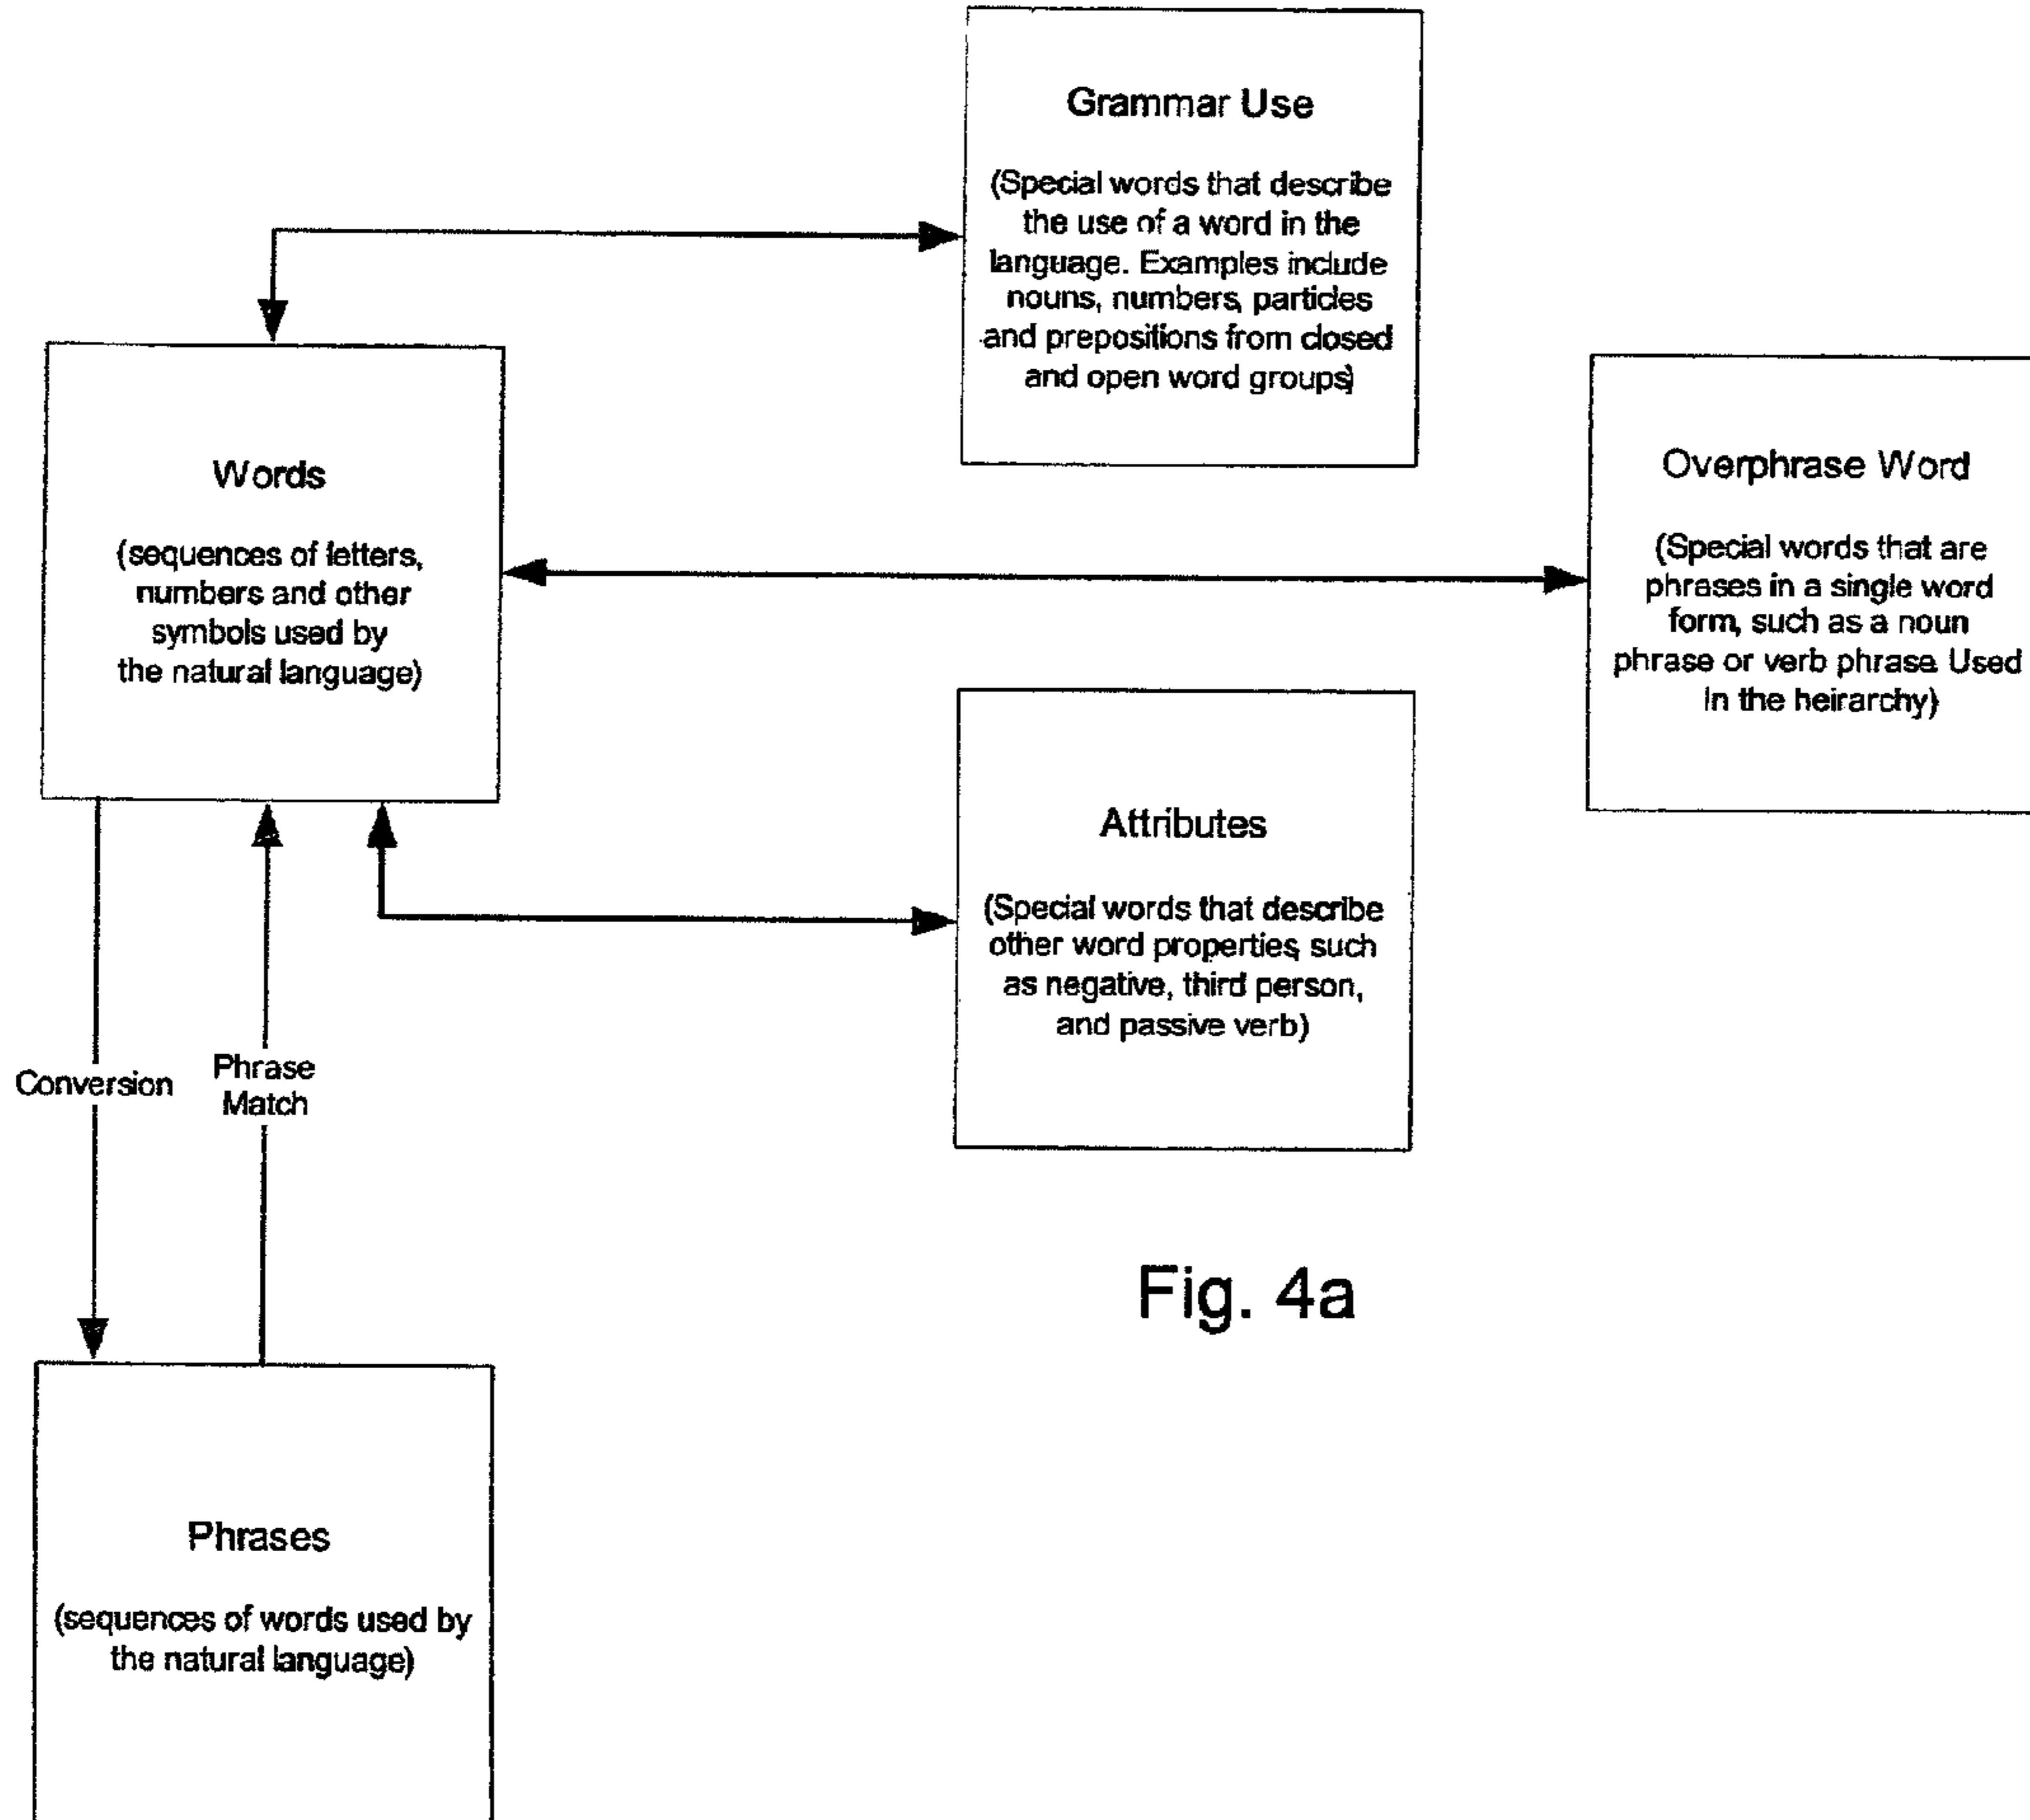 Grammar Use
(Special words that describe
the use of a word in the
language. Examples include
nouns, numbers, particles
and prepositions from closed
and open word groups)
Words
(sequences of letters,
numbers and other
symbols used by
the natural language)
Overphrase Word
(Special words that are
phrases in a single word
form, such as a noun
phrase or verb phrase. Used
in the heirarchy)
Attributes
(Special words that describe
other word properties, such
as negative, third person,
and passive verb)
Conversion
Phrase
Match
Fig. 4a
Phrases
(sequences of words used by
the natural language)